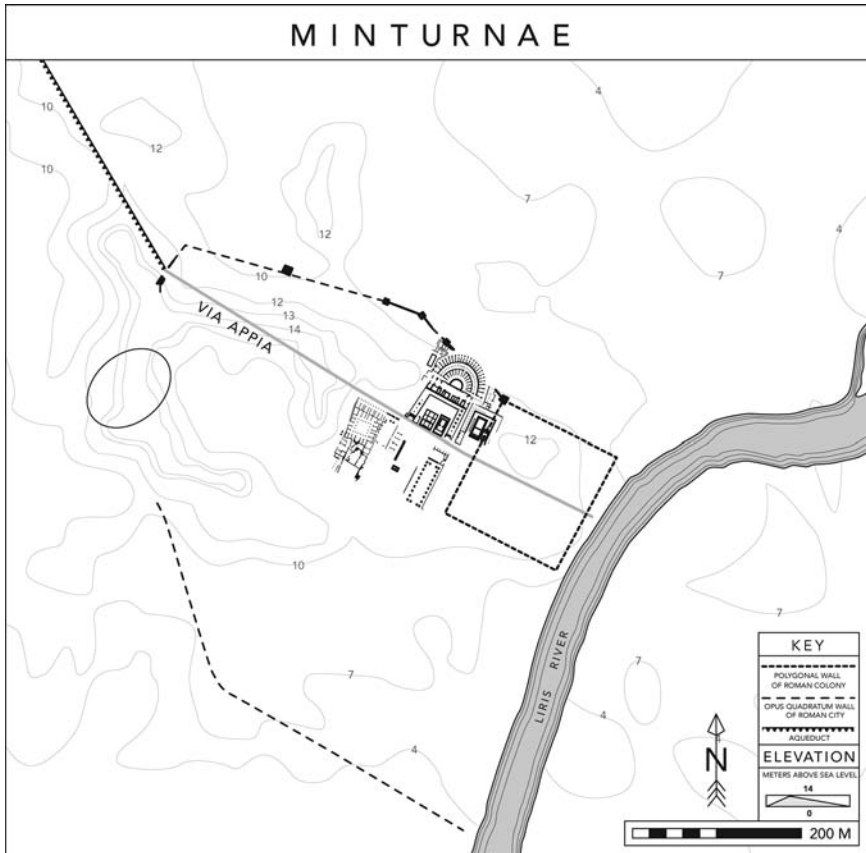 MINTURNAE
4
10
12
10
7
4
12
7
10
12
13
14
VIA APPIA
12
10
7
7
4
4
LIRIS RIVER
KEY
POLYGONAL WALL
OF ROMAN COLONY
OPUS QUADRATUM WALL
OF ROMAN CITY
AQUEDUCT
ELEVATION
METERS ABOVE SEA LEVEL
14
0
4
N
200 M